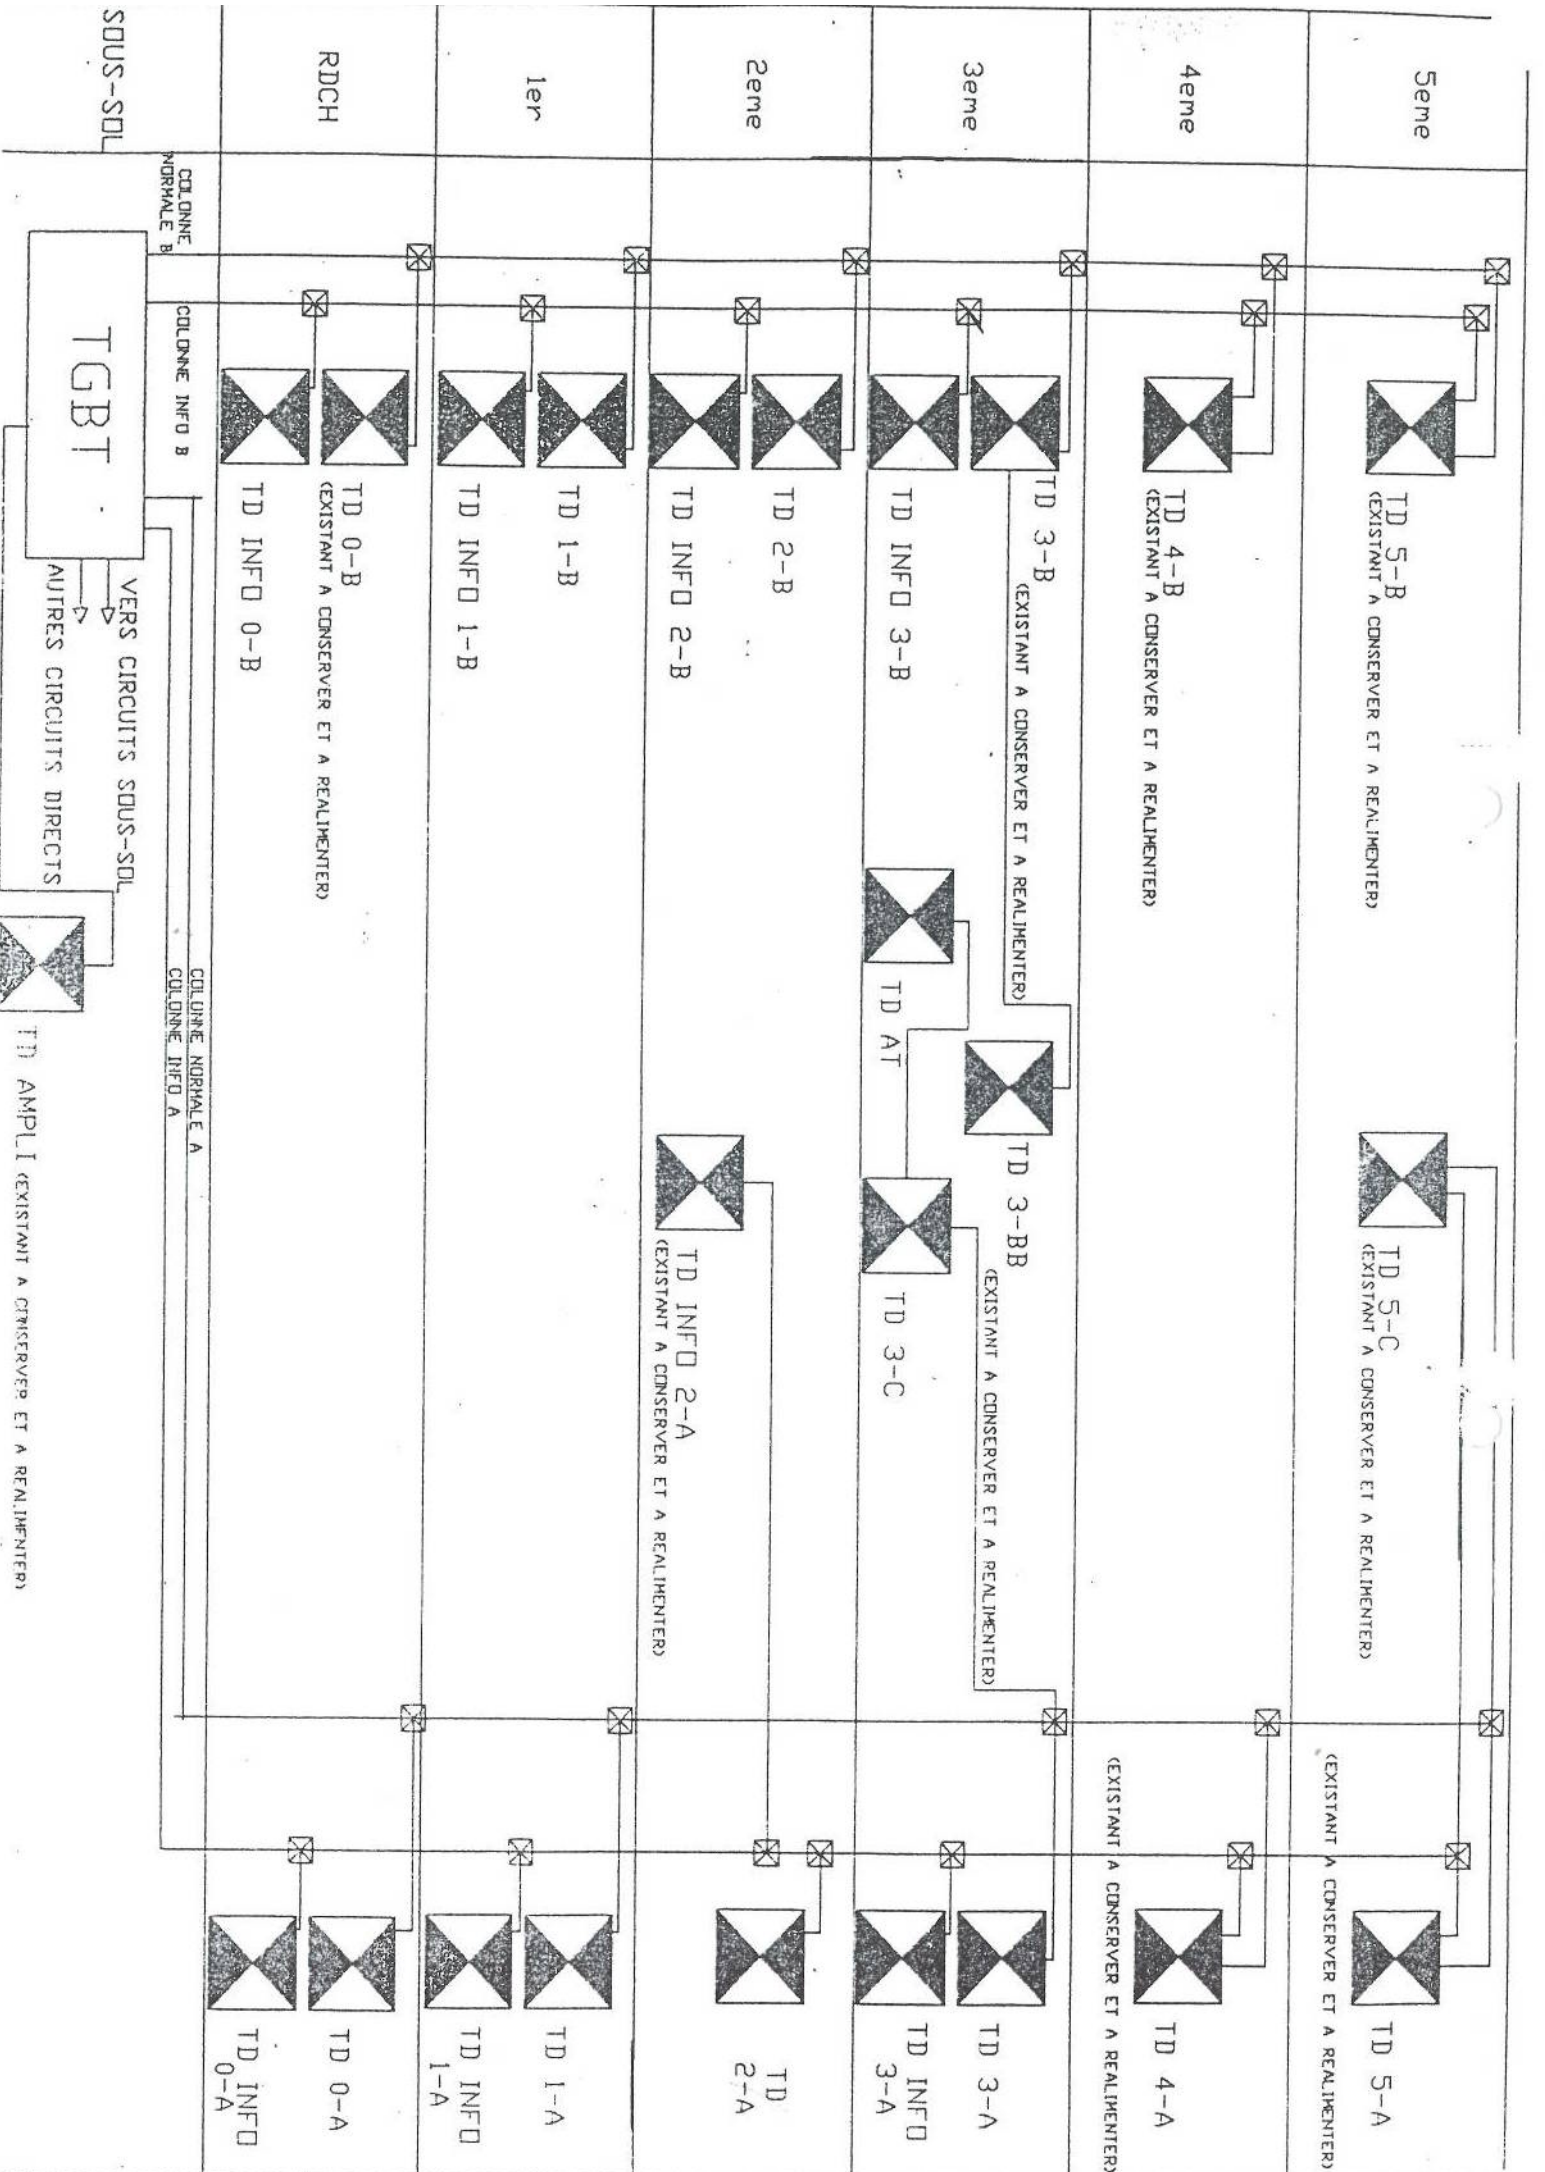 5eme
TD 5-B
(EXISTANT A CONSERVER ET A REALIMENTER)
TD 5-C
(EXISTANT A CONSERVER ET A REALIMENTER)
TD 5-A
(EXISTANT A CONSERVER ET A REALIMENTER)
4eme
TD 4-B
(EXISTANT A CONSERVER ET A REALIMENTER)
TD 4-A
(EXISTANT A CONSERVER ET A REALIMENTER)
3eme
TD 3-B
(EXISTANT A CONSERVER ET A REALIMENTER)
TD 3-BB
(EXISTANT A CONSERVER ET A REALIMENTER)
TD 3-A
TD INFO 3-B
TD AT
TD 3-C
TD INFO
3-A
2eme
TD 2-B
TD INFO 2-B
TD INFO 2-A
(EXISTANT A CONSERVER ET A REALIMENTER)
TD
2-A
1er
TD 1-B
TD INFO 1-B
TD 1-A
TD INFO
1-A
RDCH
TD 0-B
(EXISTANT A CONSERVER ET A REALIMENTER)
TD INFO 0-B
TD 0-A
TD INFO
0-A
SOUS-SOL
COLONNE
NORMALE B
COLONNE INFO B
COLONNE NORMALE A
COLONNE INFO A
TGBT
VERS CIRCUITS SOUS-SOL
AUTRES CIRCUITS DIRECTS
TD AMPLI (EXISTANT A CONSERVER ET A REALIMENTER)